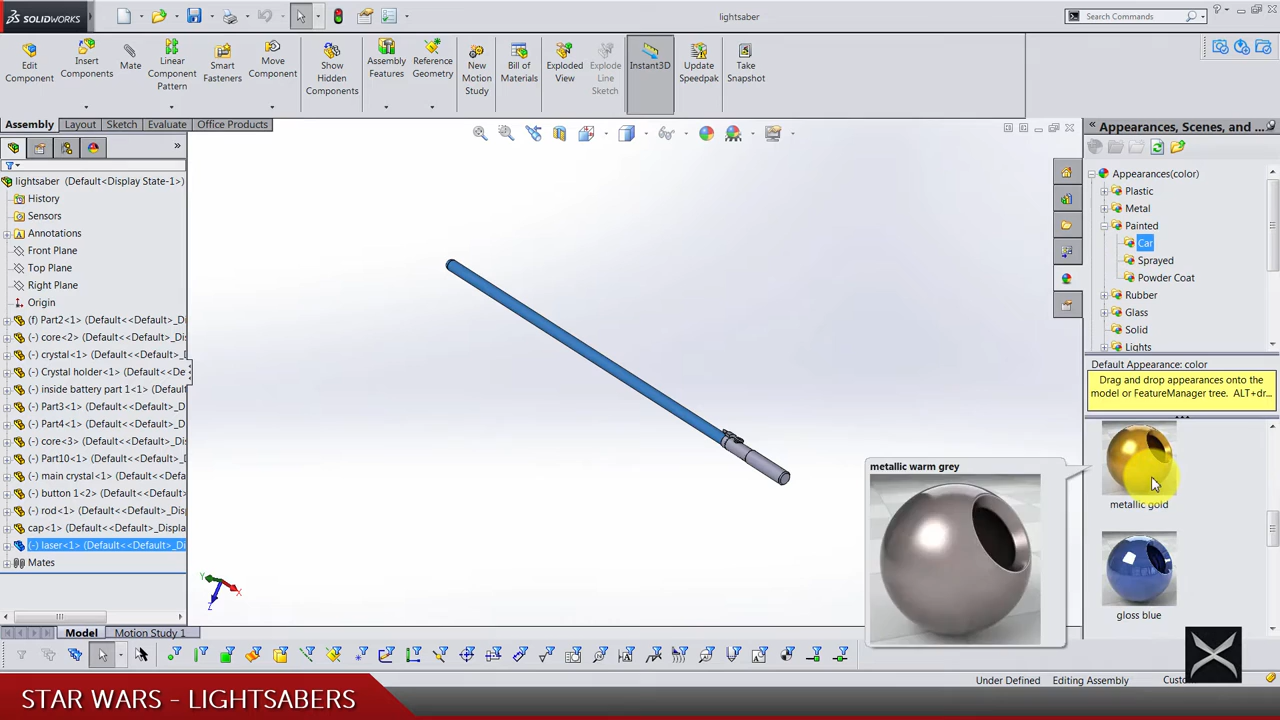 SOLIDWORKS
lightsaber
Search Commands
Edit
Component
Insert
Components
Mate
Linear
Component
Pattern
Smart
Fasteners
Move
Component
Show
Hidden
Components
Assembly
Features
Reference
Geometry
New
Motion
Study
Bill of
Materials
Exploded
View
Explode
Line
Sketch
Instant3D
Update
Speedpak
Take
Snapshot
Assembly
Layout
Sketch
Evaluate
Office Products
lightsaber (Default<Display State-1>)
History
Sensors
Annotations
Front Plane
Top Plane
Right Plane
Origin
(f) Part2<1> (Default<<Default>_Di
(-) core<2> (Default<<Default>_Dis
(-) crystal<1> (Default<<Default>_
(-) Crystal holder<1> (Default<<De
(-) inside battery part 1<1> (Defaul
(-) Part3<1> (Default<<Default>_Di
(-) Part4<1> (Default<<Default>_Di
(-) core<3> (Default<<Default>_Dis
(-) Part10<1> (Default<<Default>_D
(-) main crystal<1> (Default<<Defa
(-) button 1<2> (Default<<Default>
(-) rod<1> (Default<<Default>_Disp
cap<1> (Default<<Default>_Displa
(-) laser<1> (Default<<Default>_Di
Mates
Y
X
Z
Model
Motion Study 1
Appearances, Scenes, and ...
Appearances(color)
Plastic
Metal
Painted
Car
Sprayed
Powder Coat
Rubber
Glass
Solid
Lights
Default Appearance: color
Drag and drop appearances onto the
model or FeatureManager tree. ALT+dr...
metallic warm grey
metallic gold
gloss blue
Under Defined
Editing Assembly
STAR WARS - LIGHTSABERS